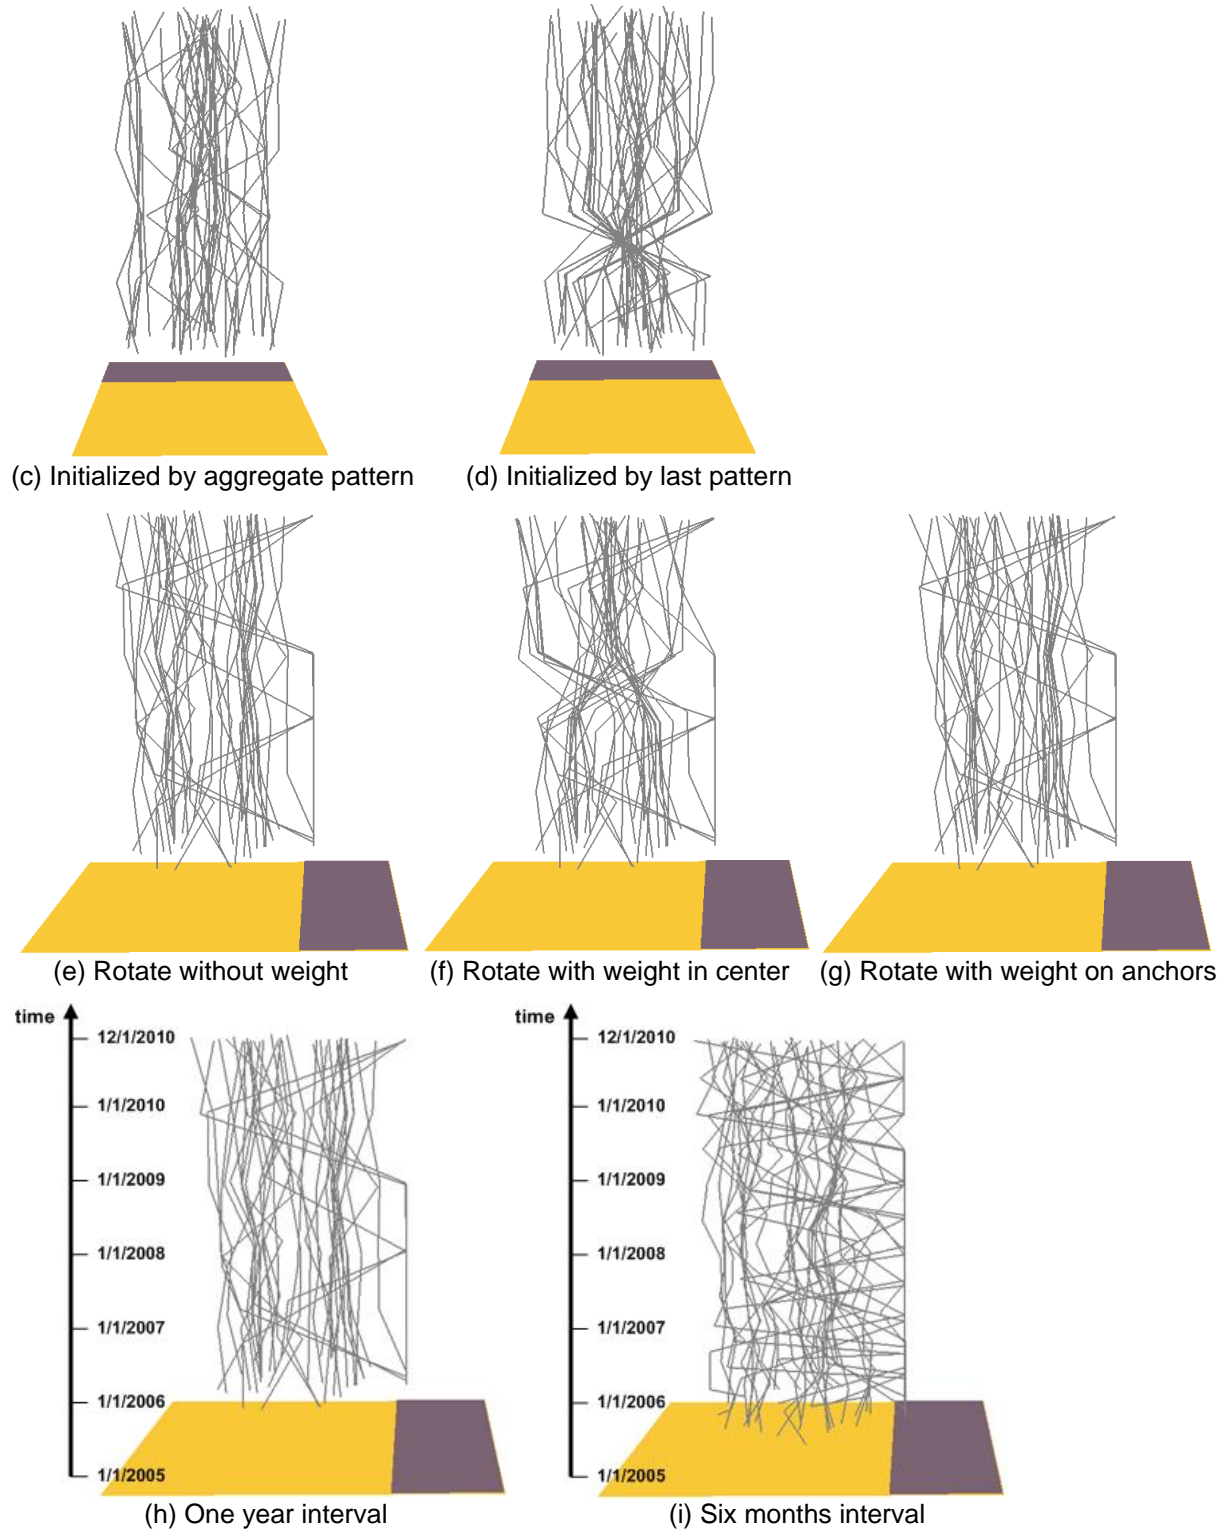 (c) Initialized by aggregate pattern
(d) Initialized by last pattern
(e) Rotate without weight
(f) Rotate with weight in center
(g) Rotate with weight on anchors
time
12/1/2010
1/1/2010
1/1/2009
1/1/2008
1/1/2007
1/1/2006
1/1/2005
(h) One year interval
time
12/1/2010
1/1/2010
1/1/2009
1/1/2008
1/1/2007
1/1/2006
1/1/2005
(i) Six months interval